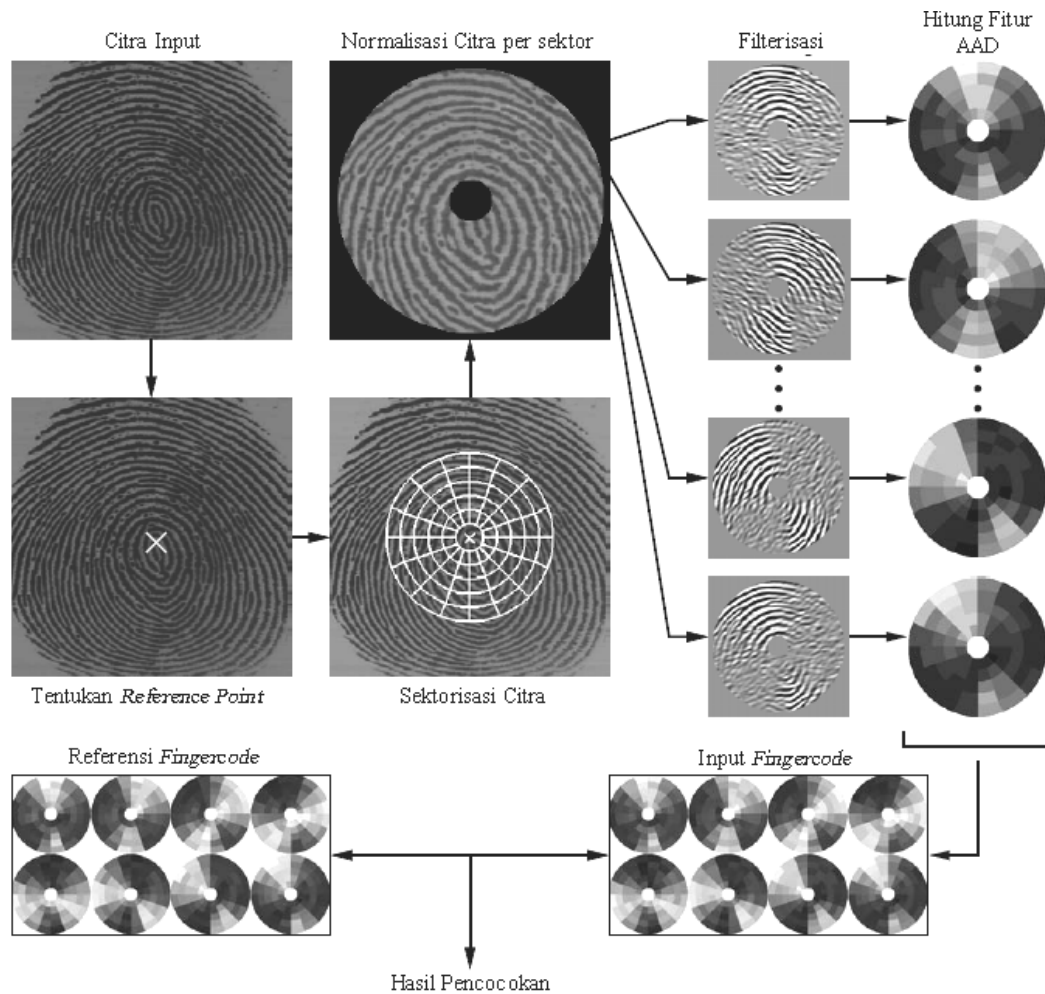 Citra Input
Normalisasi Citra per sektor
Filterisasi
Hitung Fitur
AAD
Tentukan Reference Point
Sektorisasi Citra
Referensi Fingercode
Input Fingercode
Hasil Pencocokan